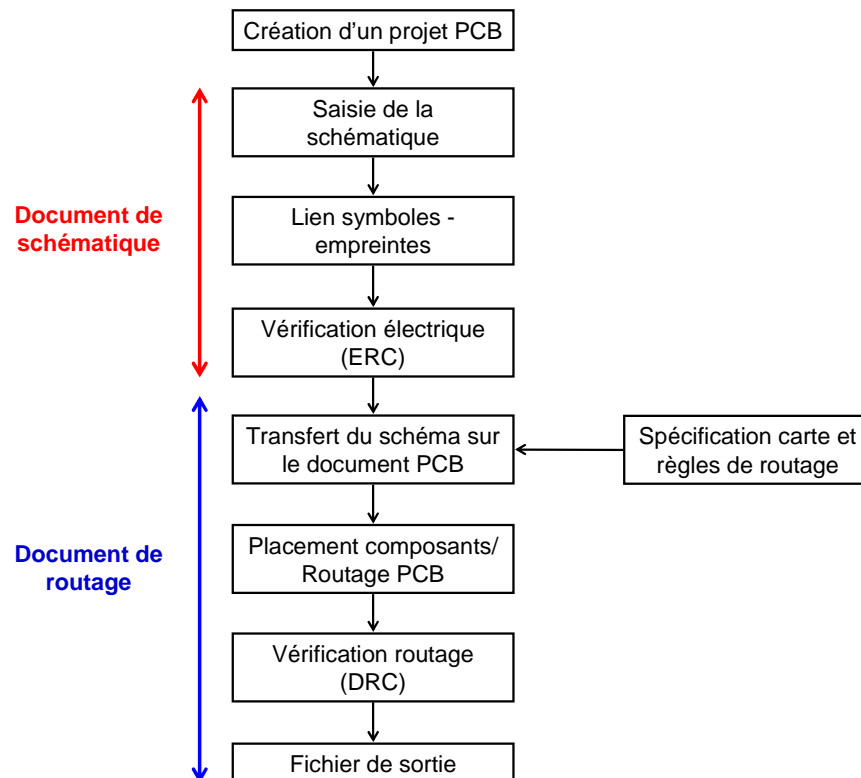 Création d'un projet PCB
Saisie de la
schématique
Lien symboles -
empreintes
Document de
schématique
Vérification électrique
(ERC)
Transfert du schéma sur
le document PCB
Spécification carte et
règles de routage
Placement composants/
Routage PCB
Document de
routage
Vérification routage
(DRC)
Fichier de sortie